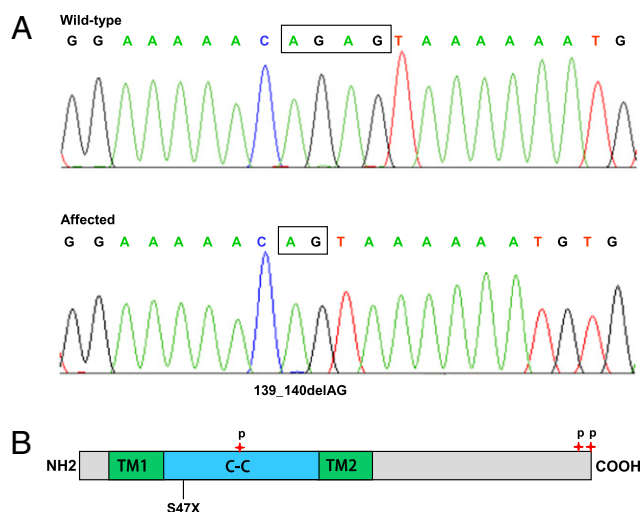 A
Wild-type
G G A A A A A C A G A G T A A A A A A T G
Affected
G G A A A A A C A G T A A A A A A T G T G
139_140delAG
B
p p p
NH2 TM1 C-C TM2 COOH
S47X